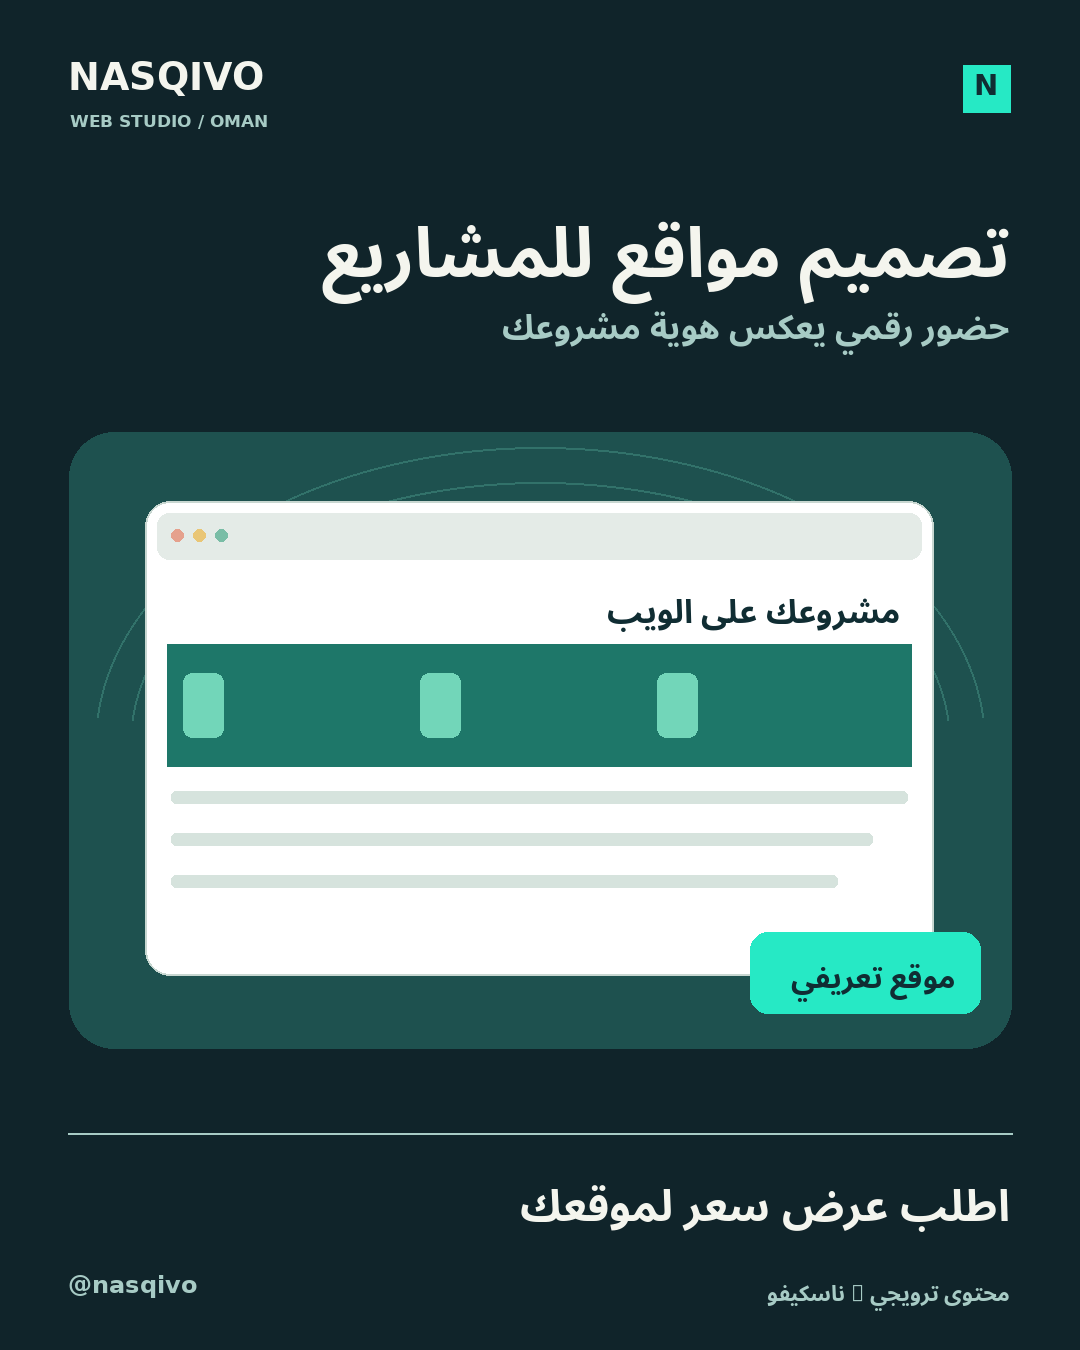 NASQIVO
N
WEB STUDIO / OMAN
تصميم مواقع للمشاريع
حضور رقمي يعكس هوية مشروعك
مشروعك على الويب
موقع تعريفي
اطلب عرض سعر لموقعك
@nasqivo
محتوى ترويجي ▯ ناسكيفو